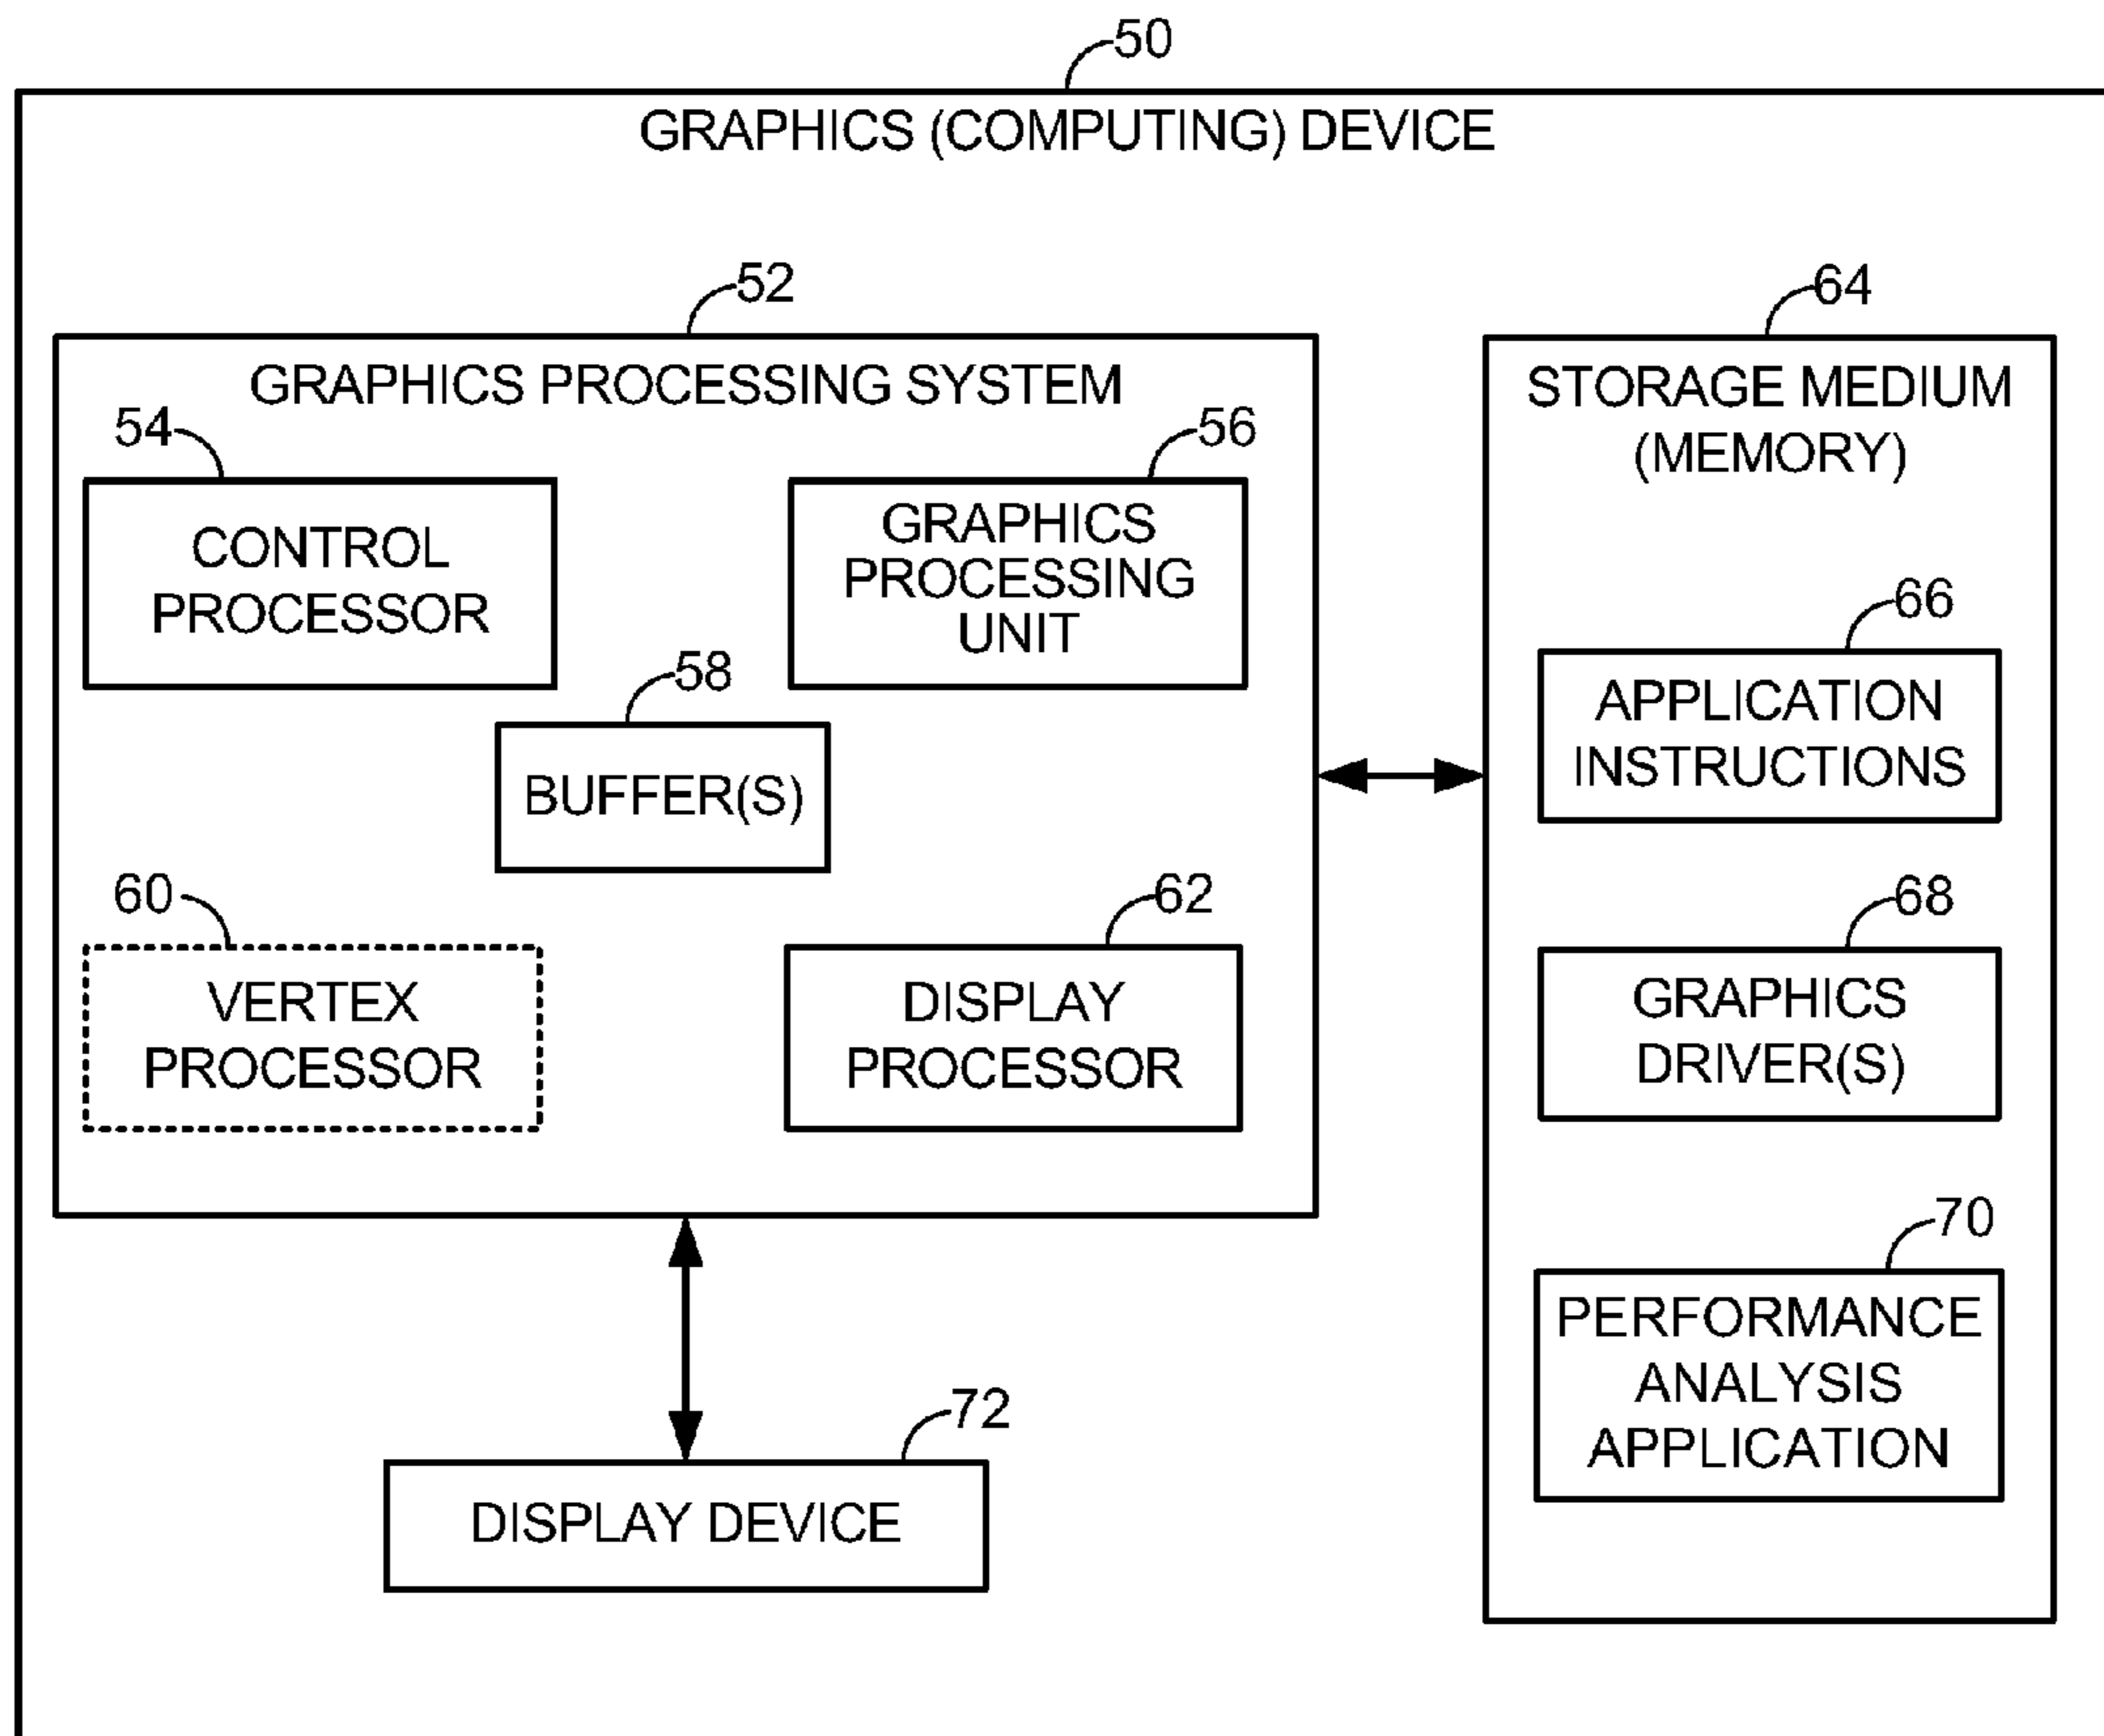 50
GRAPHICS (COMPUTING) DEVICE
52
GRAPHICS PROCESSING SYSTEM
54
CONTROL
PROCESSOR
56
GRAPHICS
PROCESSING
UNIT
58
BUFFER(S)
60
VERTEX
PROCESSOR
62
DISPLAY
PROCESSOR
64
STORAGE MEDIUM
(MEMORY)
66
APPLICATION
INSTRUCTIONS
68
GRAPHICS
DRIVER(S)
70
PERFORMANCE
ANALYSIS
APPLICATION
72
DISPLAY DEVICE